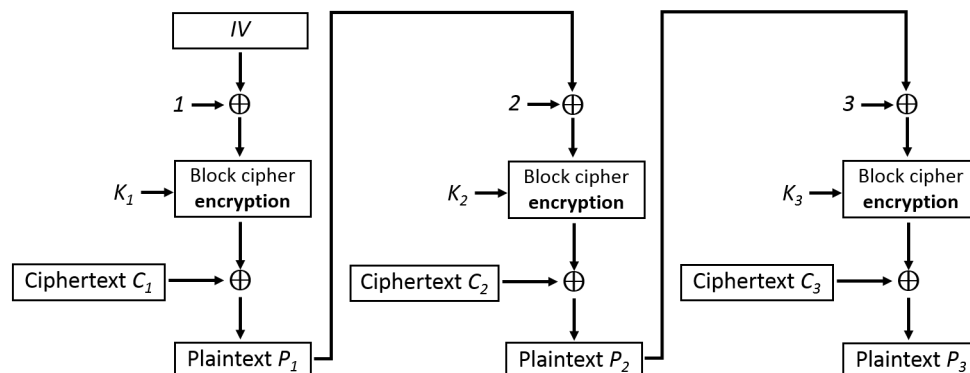 IV
1
2
3
K1
Block cipher
encryption
K2
Block cipher
encryption
K3
Block cipher
encryption
Ciphertext C1
Ciphertext C2
Ciphertext C3
Plaintext P1
Plaintext P2
Plaintext P3